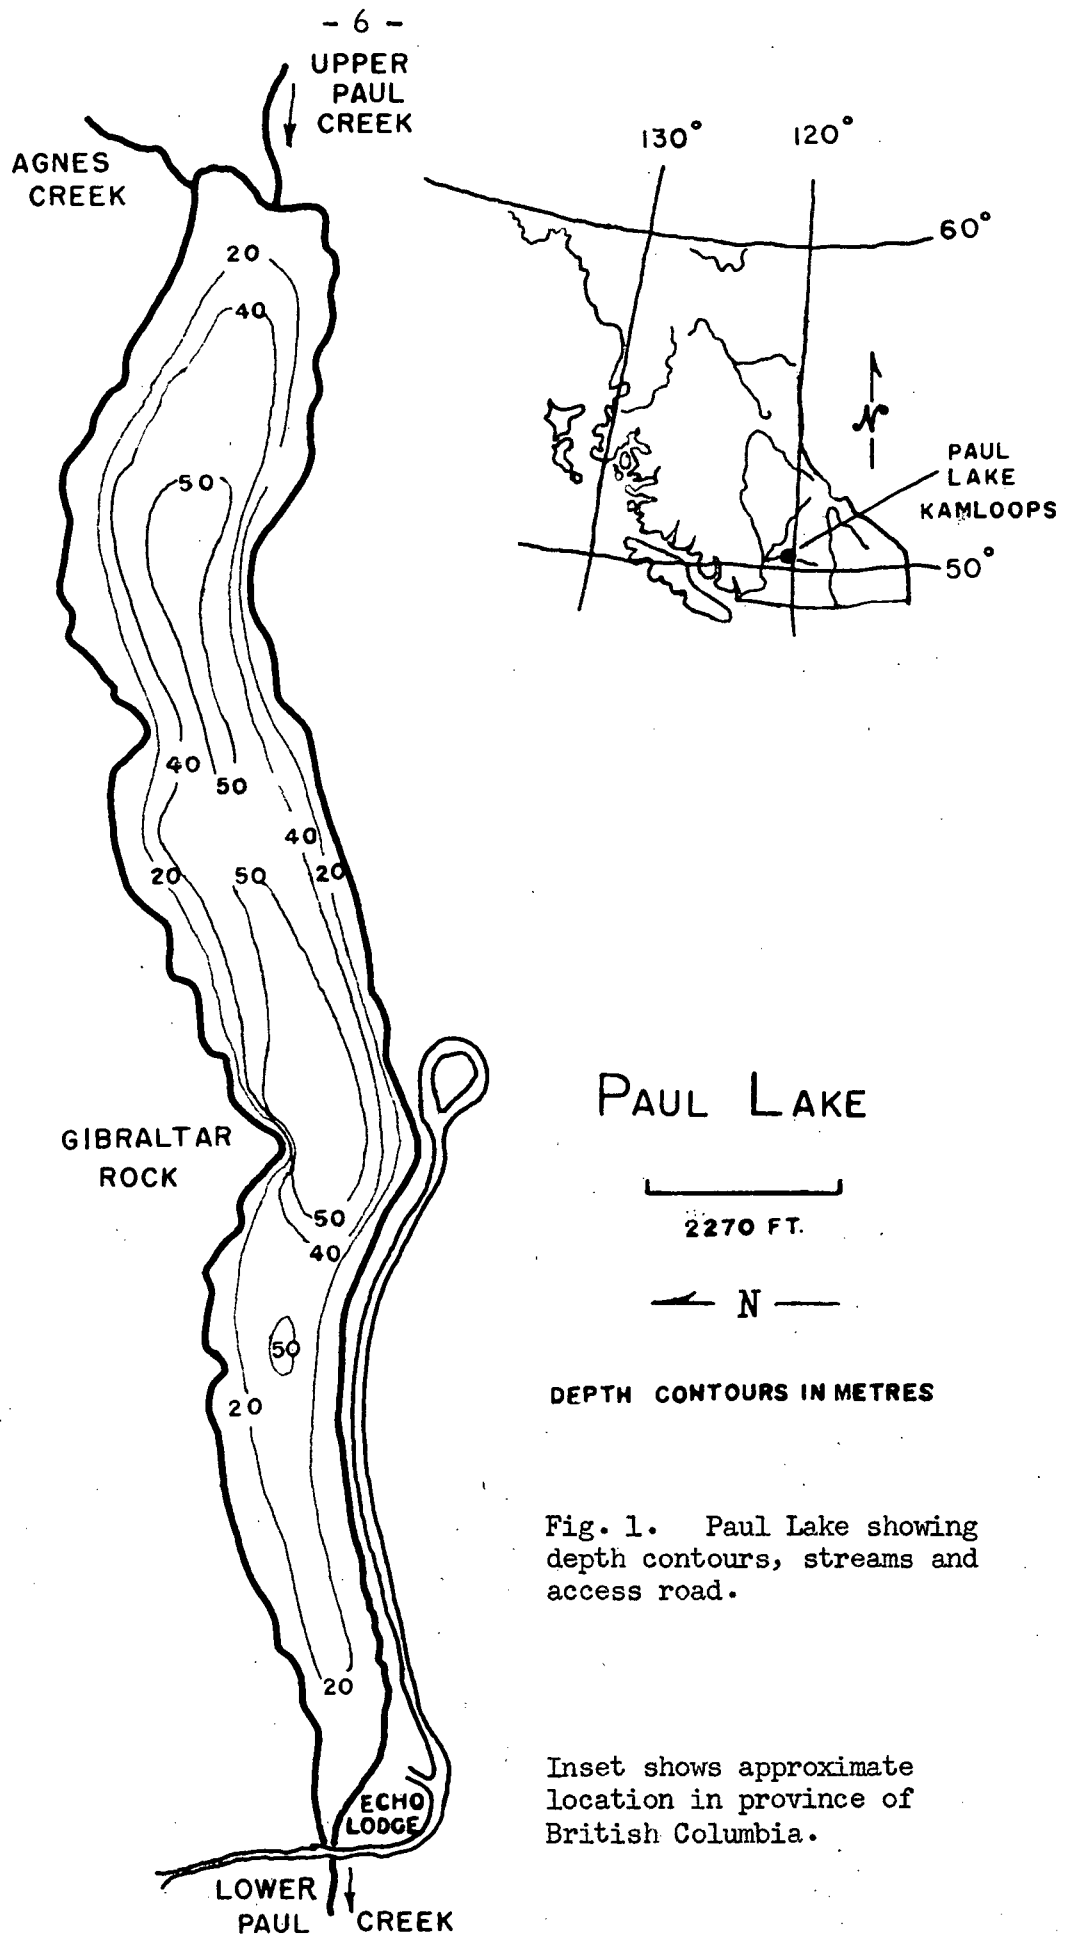 - 6 -
UPPER
PAUL
CREEK
AGNES
CREEK
130°
120°
60°
N
PAUL
LAKE
KAMLOOPS
50°
20
40
50
40
50
40
20
50
20
GIBRALTAR
ROCK
50
40
50
20
20
PAUL LAKE
2270 FT.
N
DEPTH CONTOURS IN METRES
Fig. 1. Paul Lake showing
depth contours, streams and
access road.
Inset shows approximate
location in province of
British Columbia.
ECHO
LODGE
LOWER
PAUL CREEK